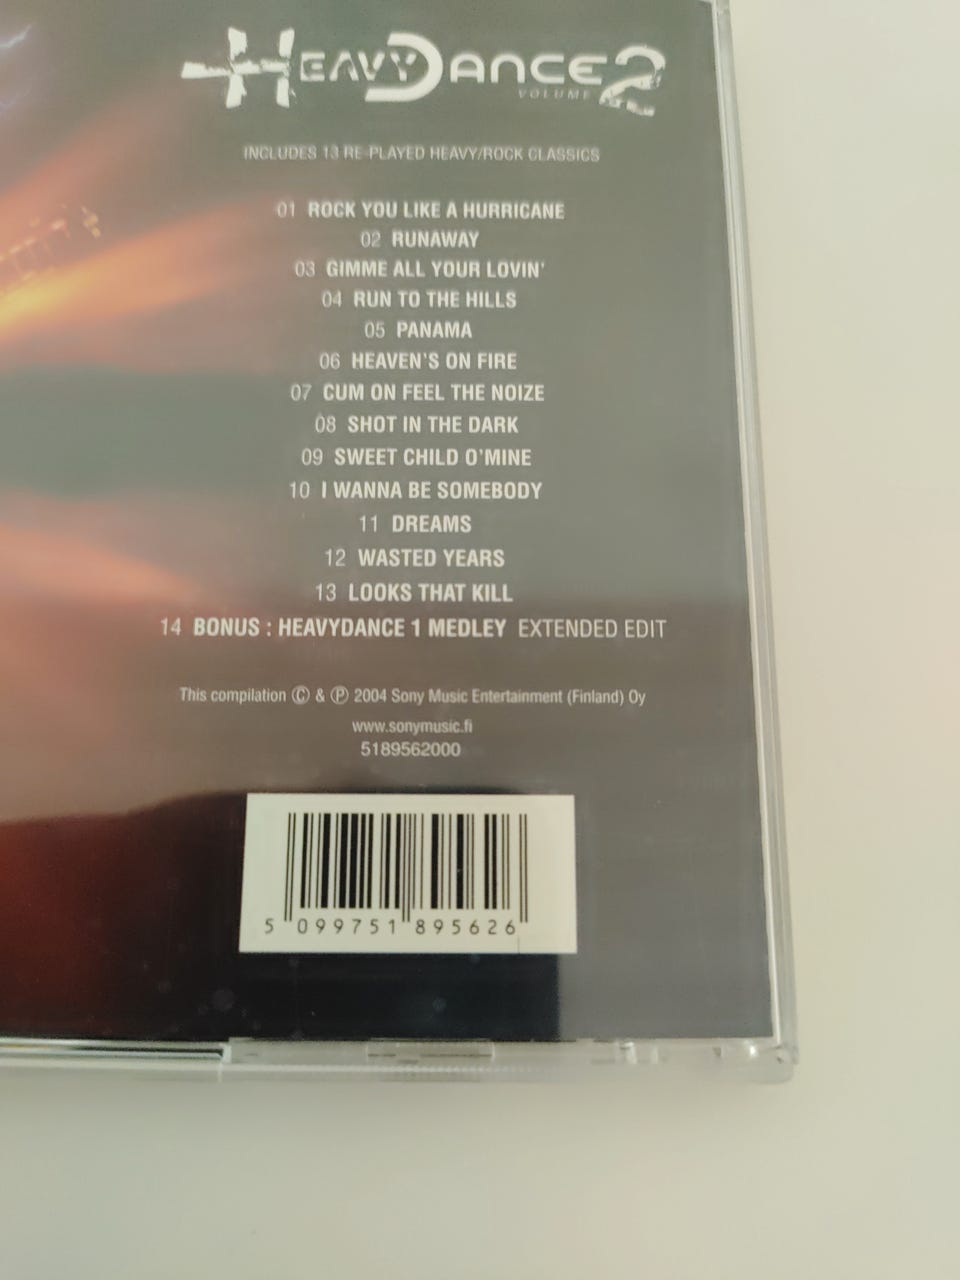 HEAVYDANCE 2
VOLUME
INCLUDES 13 RE-PLAYED HEAVY/ROCK CLASSICS
01 ROCK YOU LIKE A HURRICANE
02 RUNAWAY
03 GIMME ALL YOUR LOVIN'
04 RUN TO THE HILLS
05 PANAMA
06 HEAVEN'S ON FIRE
07 CUM ON FEEL THE NOIZE
08 SHOT IN THE DARK
09 SWEET CHILD O'MINE
10 I WANNA BE SOMEBODY
11 DREAMS
12 WASTED YEARS
13 LOOKS THAT KILL
14 BONUS : HEAVYDANCE 1 MEDLEY EXTENDED EDIT
This compilation © & ℗ 2004 Sony Music Entertainment (Finland) Oy
www.sonymusic.fi
5189562000
5 099751 895626